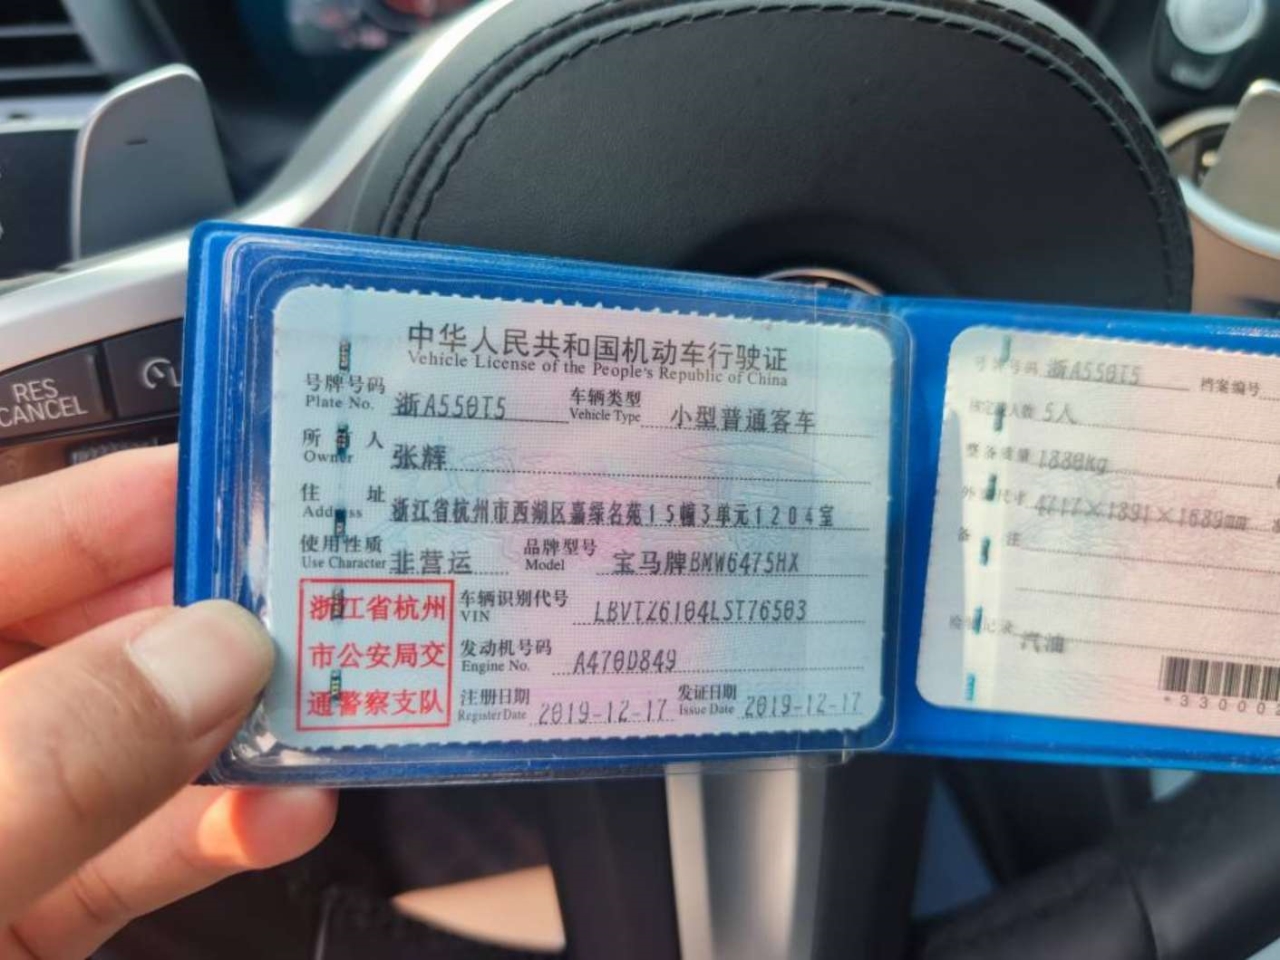 RES
CANCEL
中华人民共和国机动车行驶证
Vehicle License of the People's Republic of China
号牌号码 浙A550T5 车辆类型 小型普通客车
Plate No. Vehicle Type
所有人 张辉
Owner
住址 浙江省杭州市西湖区嘉绿名苑15幢3单元1204室
Address
使用性质 非营运 品牌型号 宝马牌BMW6475HX
Use Character Model
浙江省杭州
市公安局交
通警察支队
车辆识别代号 LBVTZ6104LST76503
VIN
发动机号码 A470D849
Engine No.
注册日期 2019-12-17 发证日期 2019-12-17
Register Date Issue Date
号牌号码 浙A550T5 档案编号
核定载人数 5人
整备质量 1880kg
外廓尺寸 4717×1891×1689mm
备注
检验记录 汽油
*33000